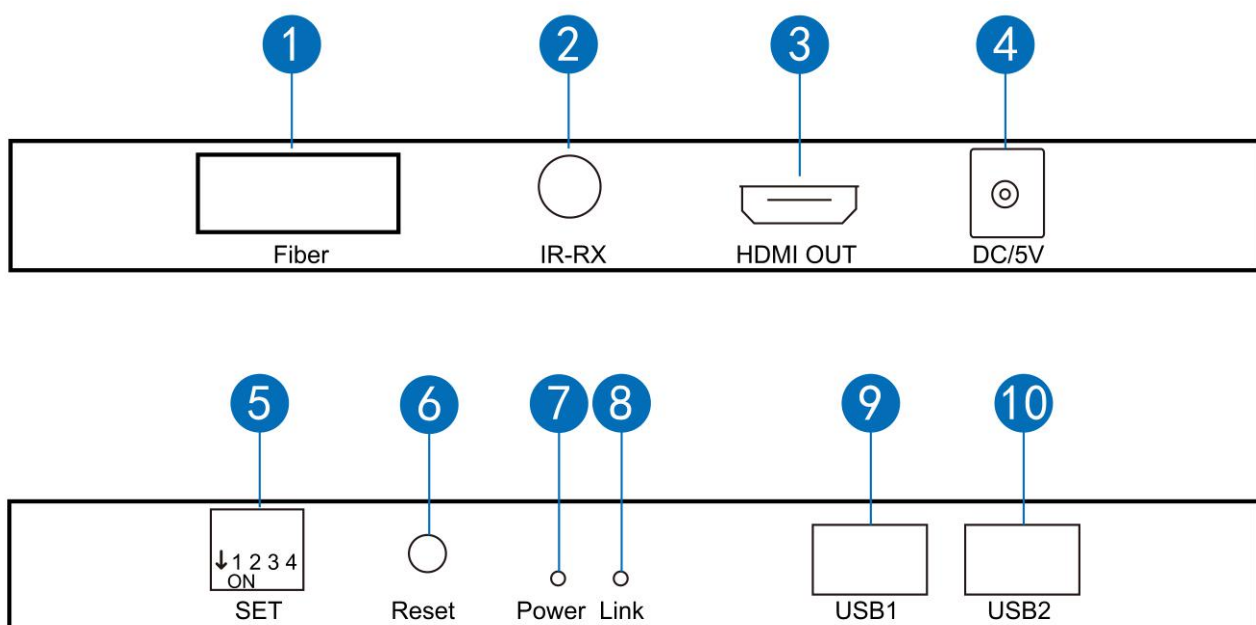 1 2 3 4
Fiber IR-RX HDMI OUT DC/5V
5 6 7 8 9 10
↓1 2 3 4
ON
SET Reset Power Link USB1 USB2